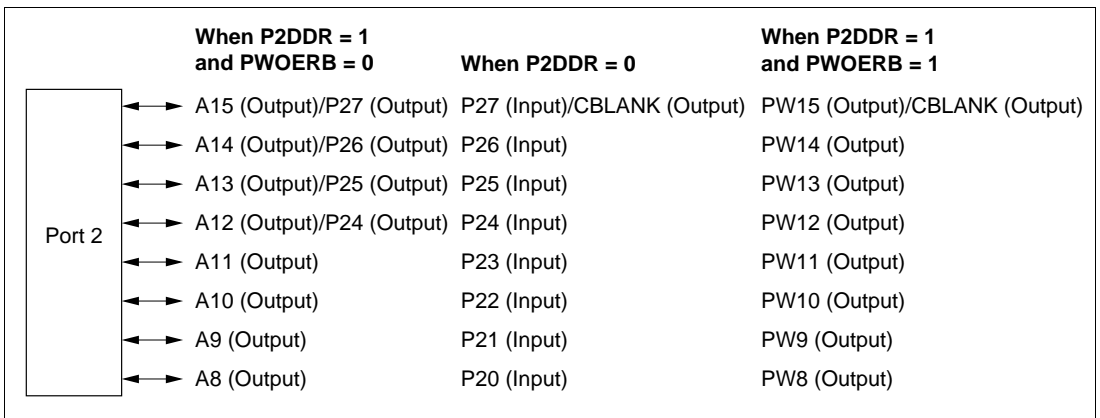 When P2DDR = 1
and PWOERB = 0
When P2DDR = 0
When P2DDR = 1
and PWOERB = 1
Port 2
A15 (Output)/P27 (Output) P27 (Input)/CBLANK (Output) PW15 (Output)/CBLANK (Output)
A14 (Output)/P26 (Output) P26 (Input) PW14 (Output)
A13 (Output)/P25 (Output) P25 (Input) PW13 (Output)
A12 (Output)/P24 (Output) P24 (Input) PW12 (Output)
A11 (Output) P23 (Input) PW11 (Output)
A10 (Output) P22 (Input) PW10 (Output)
A9 (Output) P21 (Input) PW9 (Output)
A8 (Output) P20 (Input) PW8 (Output)